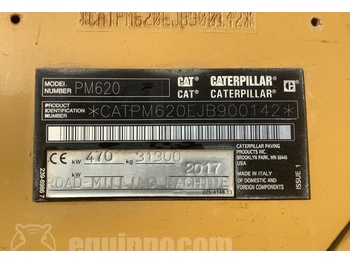 *CATPM620EJB900142*
MODEL NUMBER PM620
CAT® CATERPILLAR
CAT® CATERPILLAR
PRODUCT IDENTIFICATION NUMBER *CATPM620EJB900142*
CE kW 470 kg 31300
kW 2017
ROAD-MILLING MACHINE
CATERPILLAR PAVING PRODUCTS INC.
BROOKLYN PARK, MN 55445 USA
MADE IN ITALY
DOMESTIC AND FOREIGN COMPONENTS
ISSUE 1
equippo.com